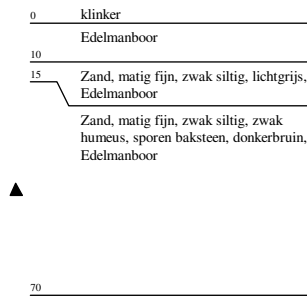 0 klinker
Edelmanboor
10
15 Zand, matig fijn, zwak siltig, lichtgrijs,
Edelmanboor
Zand, matig fijn, zwak siltig, zwak
humeus, sporen baksteen, donkerbruin,
Edelmanboor
70